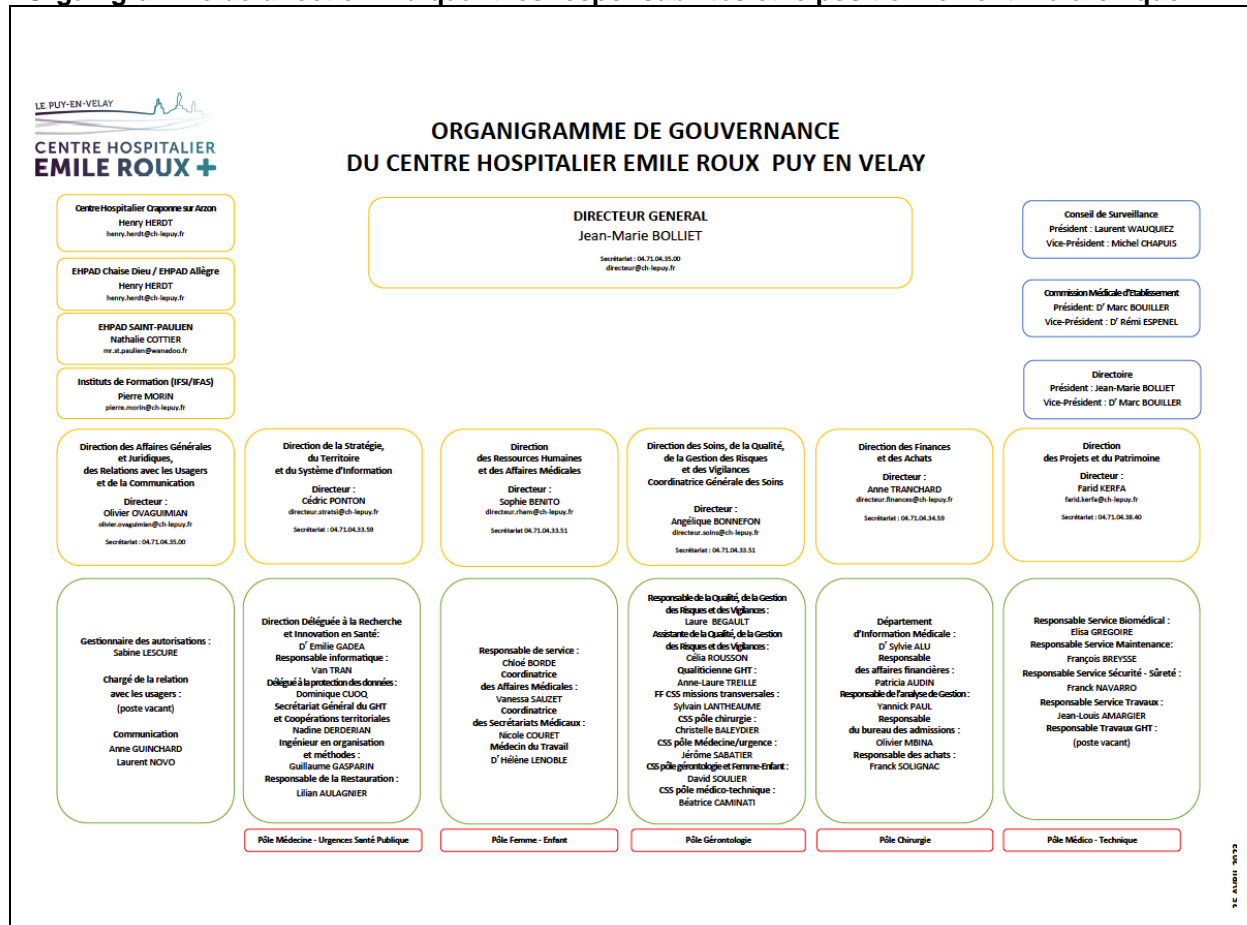 LE PUY-EN-VELAY
CENTRE HOSPITALIER
EMILE ROUX +
ORGANIGRAMME DE GOUVERNANCE
DU CENTRE HOSPITALIER EMILE ROUX PUY EN VELAY
Centre Hospitalier Craponne sur Arzon
Henry HERDT
henry.herdt@ch-lepuy.fr
EHPAD Chaise Dieu / EHPAD Allègre
Henry HERDT
henry.herdt@ch-lepuy.fr
EHPAD SAINT-PAULIEN
Nathalie COTTIER
mr.st.paulien@wanadoo.fr
Instituts de Formation (IFSI/IFAS)
Pierre MORIN
pierre.morin@ch-lepuy.fr
DIRECTEUR GENERAL
Jean-Marie BOLLIET
Secrétariat : 04.71.04.35.00
directeur@ch-lepuy.fr
Conseil de Surveillance
Président : Laurent WAUQUIEZ
Vice-Président : Michel CHAPUIS
Commission Médicale d'Etablissement
Président: Dr Marc BOUILLER
Vice-Président : Dr Rémi ESPENEL
Directoire
Président : Jean-Marie BOLLIET
Vice-Président : Dr Marc BOUILLER
Direction des Affaires Générales
et Juridiques,
des Relations avec les Usagers
et de la Communication
Directeur :
Olivier OVAGUIMIAN
olivier.ovaguimian@ch-lepuy.fr
Secrétariat : 04.71.04.35.00
Direction de la Stratégie,
du Territoire
et du Système d'Information
Directeur :
Cédric PONTON
directeur.stratsi@ch-lepuy.fr
Secrétariat : 04.71.04.33.59
Direction
des Ressources Humaines
et des Affaires Médicales
Directeur :
Sophie BENITO
directeur.rham@ch-lepuy.fr
Secrétariat 04.71.04.33.51
Direction des Soins, de la Qualité,
de la Gestion des Risques
et des Vigilances
Coordinatrice Générale des Soins
Directeur :
Angélique BONNEFON
directeur.soins@ch-lepuy.fr
Secrétariat : 04.71.04.33.51
Direction des Finances
et des Achats
Directeur :
Anne TRANCHARD
directeur.finances@ch-lepuy.fr
Secrétariat : 04.71.04.34.59
Direction
des Projets et du Patrimoine
Directeur :
Farid KERFA
farid.kerfa@ch-lepuy.fr
Secrétariat : 04.71.04.38.40
Gestionnaire des autorisations :
Sabine LESCURE
Chargé de la relation
avec les usagers :
(poste vacant)
Communication
Anne GUINCHARD
Laurent NOVO
Direction Déléguée à la Recherche
et Innovation en Santé:
Dr Emilie GADEA
Responsable informatique :
Van TRAN
Délégué à la protection des données :
Dominique CUOQ
Secrétariat Général du GHT
et Coopérations territoriales
Nadine DERDERIAN
Ingénieur en organisation
et méthodes :
Guillaume GASPARIN
Responsable de la Restauration :
Lilian AULAGNIER
Responsable de service :
Chloé BORDE
Coordinatrice
des Affaires Médicales :
Vanessa SAUZET
Coordinatrice
des Secrétariats Médicaux :
Nicole COURET
Médecin du Travail
D' Hélène LENOBLE
Responsable de la Qualité, de la Gestion
des Risques et des Vigilances :
Laure BEGAULT
Assistante de la Qualité, de la Gestion
des Risques et des Vigilances :
Célia ROUSSON
Qualiticienne GHT :
Anne-Laure TREILLE
FF CSS missions transversales :
Sylvain LANTHEAUME
CSS pôle chirurgie :
Christelle BALEYDIER
CSS pôle Médecine/urgence :
Jérôme SABATIER
CSS pôle gérontologie et Femme-Enfant :
David SOULIER
CSS pôle médico-technique :
Béatrice CAMINATI
Département
d'Information Médicale :
Dr Sylvie ALU
Responsable
des affaires financières :
Patricia AUDIN
Responsable de l'analyse de Gestion :
Yannick PAUL
Responsable
du bureau des admissions :
Olivier MBINA
Responsable des achats :
Franck SOLIGNAC
Responsable Service Biomédical :
Elisa GREGOIRE
Responsable Service Maintenance:
François BREYSSE
Responsable Service Sécurité - Sûreté :
Franck NAVARRO
Responsable Service Travaux :
Jean-Louis AMARGIER
Responsable Travaux GHT :
(poste vacant)
Pôle Médecine - Urgences Santé Publique
Pôle Femme - Enfant
Pôle Gérontologie
Pôle Chirurgie
Pôle Médico - Technique